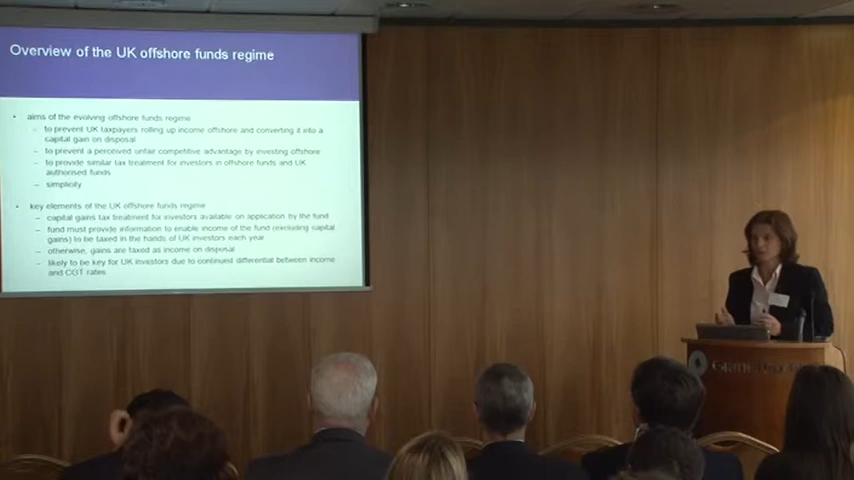 Overview of the UK offshore funds regime
• aims of the evolving offshore funds regime
– to prevent UK taxpayers rolling up income offshore and converting it into a
capital gain on disposal
– to prevent a perceived unfair competitive advantage by investing offshore
– to provide similar tax treatment for investors in offshore funds and UK
authorised funds
– simplicity
• key elements of the UK offshore funds regime
– capital gains tax treatment for investors available on application by the fund
– fund must provide information to enable income of the fund (excluding capital
gains) to be taxed in the hands of UK investors each year
– otherwise, gains are taxed as income on disposal
– likely to be key for UK investors due to continued differential between income
and CGT rates